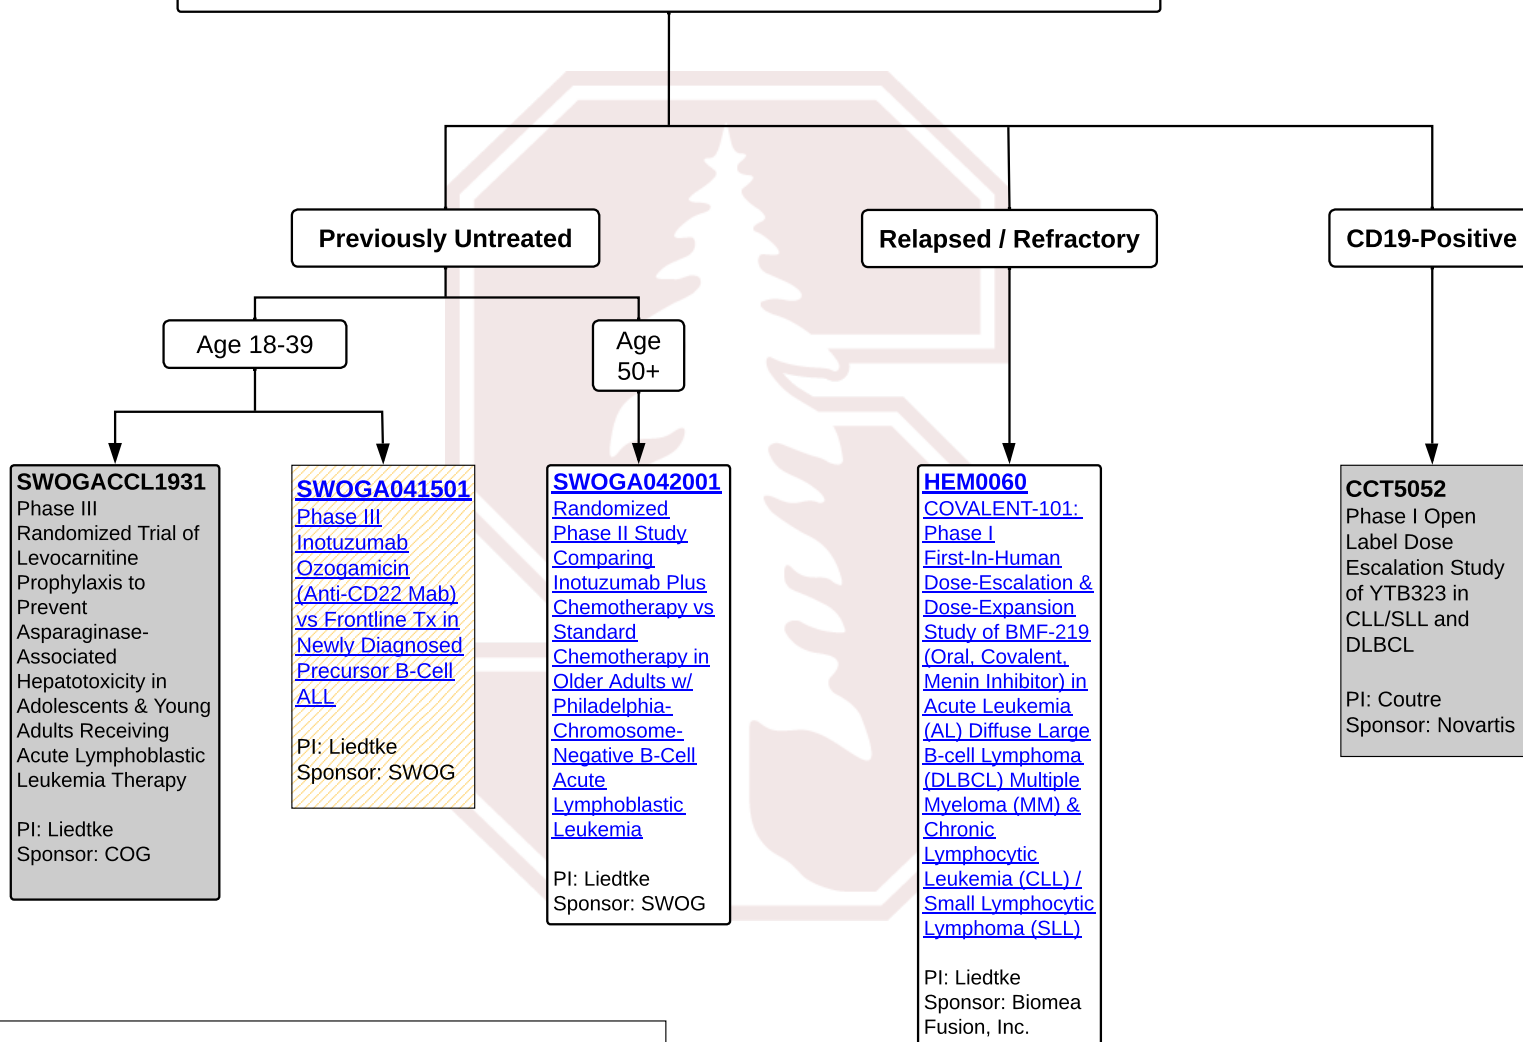 Previously Untreated
Relapsed / Refractory
CD19-Positive
Age 18-39
Age
50+
SWOGACCL1931
Phase III
Randomized Trial of
Levocarnitine
Prophylaxis to
Prevent
Asparaginase-
Associated
Hepatotoxicity in
Adolescents & Young
Adults Receiving
Acute Lymphoblastic
Leukemia Therapy
PI: Liedtke
Sponsor: COG
SWOGA041501
Phase III
Inotuzumab
Ozogamicin
(Anti-CD22 Mab)
vs Frontline Tx in
Newly Diagnosed
Precursor B-Cell
ALL
PI: Liedtke
Sponsor: SWOG
SWOGA042001
Randomized
Phase II Study
Comparing
Inotuzumab Plus
Chemotherapy vs
Standard
Chemotherapy in
Older Adults w/
Philadelphia-
Chromosome-
Negative B-Cell
Acute
Lymphoblastic
Leukemia
PI: Liedtke
Sponsor: SWOG
HEM0060
COVALENT-101:
Phase I
First-In-Human
Dose-Escalation &
Dose-Expansion
Study of BMF-219
(Oral, Covalent,
Menin Inhibitor) in
Acute Leukemia
(AL) Diffuse Large
B-cell Lymphoma
(DLBCL) Multiple
Myeloma (MM) &
Chronic
Lymphocytic
Leukemia (CLL) /
Small Lymphocytic
Lymphoma (SLL)
PI: Liedtke
Sponsor: Biomea
Fusion, Inc.
CCT5052
Phase I Open
Label Dose
Escalation Study
of YTB323 in
CLL/SLL and
DLBCL
PI: Coutre
Sponsor: Novartis